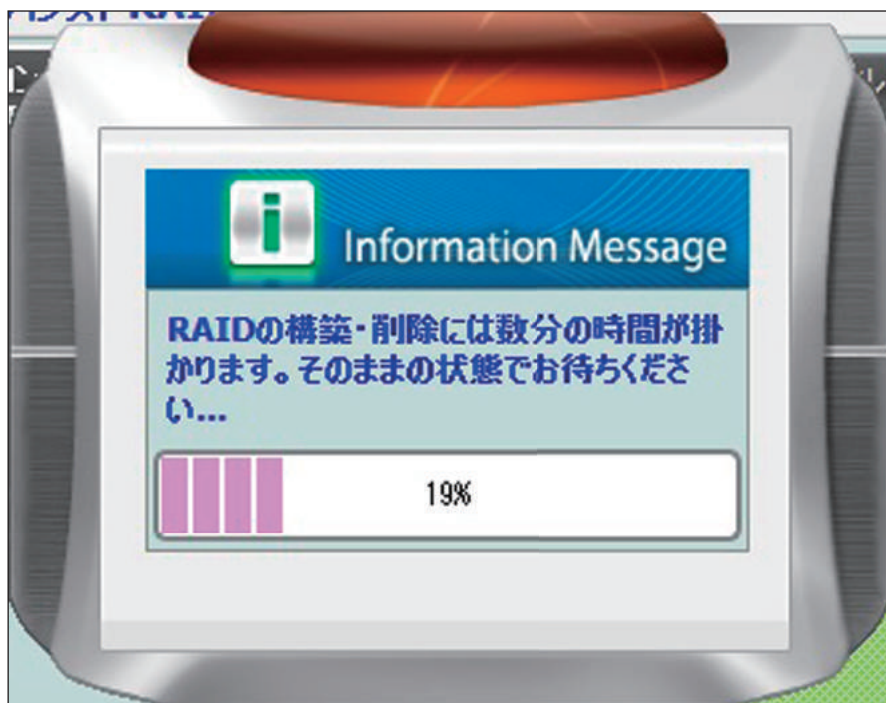 RAID
Information Message
RAIDの構築・削除には数分の時間が掛
かります。そのままの状態でお待ちくださ
い...
19%